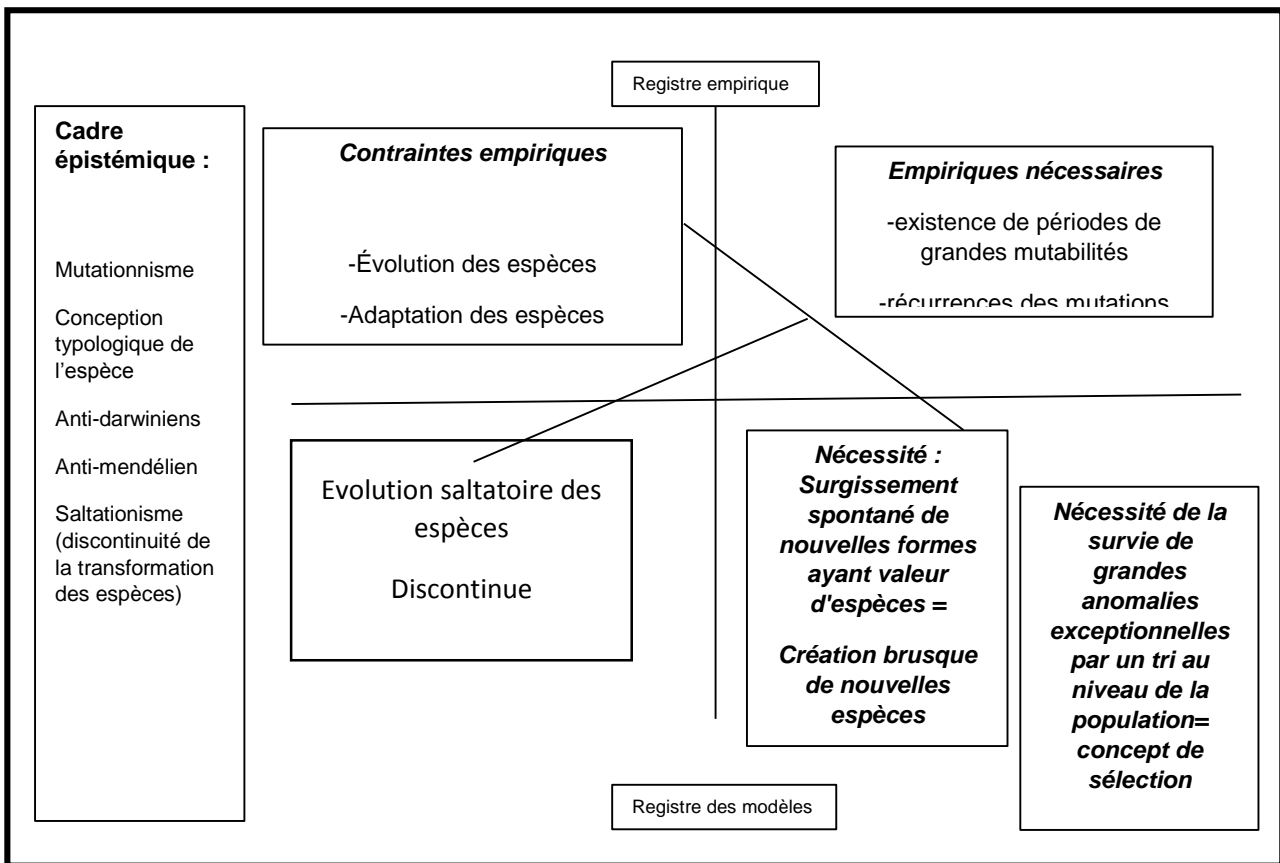 Registre empirique
Cadre
épistémique :
Mutationnisme
Conception
typologique de
l'espèce
Anti-darwiniens
Anti-mendélien
Saltationisme
(discontinuité de
la transformation
des espèces)
Contraintes empiriques
-Évolution des espèces
-Adaptation des espèces
Empiriques nécessaires
-existence de périodes de
grandes mutabilités
-récurrences des mutations
Evolution saltatoire des
espèces
Discontinue
Nécessité :
Surgissement
spontané de
nouvelles formes
ayant valeur
d'espèces =
Création brusque
de nouvelles
espèces
Nécessité de la
survie de
grandes
anomalies
exceptionnelles
par un tri au
niveau de la
population=
concept de
sélection
Registre des modèles